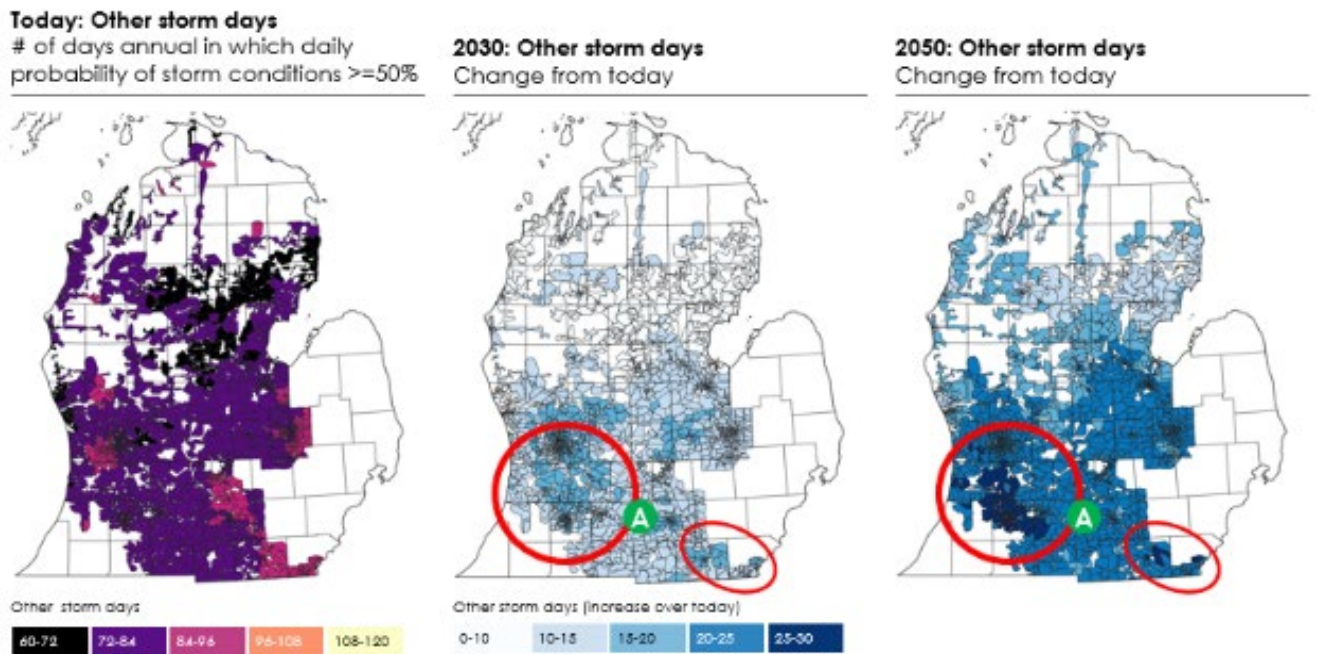 Today: Other storm days
# of days annual in which daily
probability of storm conditions >=50%
2030: Other storm days
Change from today
2050: Other storm days
Change from today
A
A
Other storm days
60-72 72-84 84-96 96-108 108-120
Other storm days (increase over today)
0-10 10-15 15-20 20-25 25-30